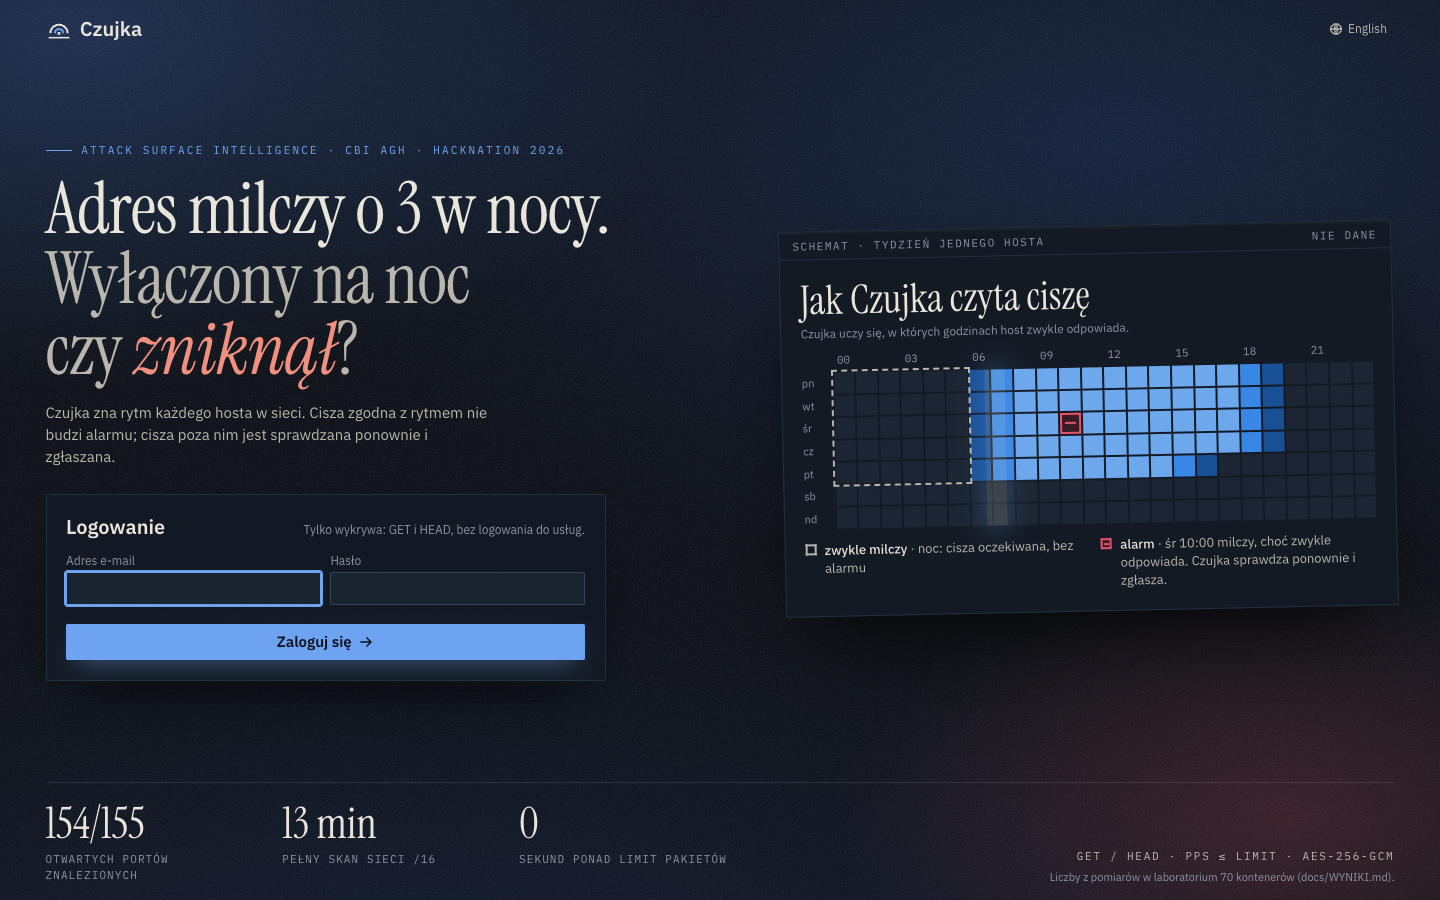 Czujka
English
ATTACK SURFACE INTELLIGENCE · CBI AGH · HACKNATION 2026
Adres milczy o 3 w nocy.
Wyłączony na noc
czy zniknął?
Czujka zna rytm każdego hosta w sieci. Cisza zgodna z rytmem nie
budzi alarmu; cisza poza nim jest sprawdzana ponownie i
zgłaszana.
Logowanie
Tylko wykrywa: GET i HEAD, bez logowania do usług.
Adres e-mail
Hasło
Zaloguj się →
SCHEMAT · TYDZIEŃ JEDNEGO HOSTA
NIE DANE
Jak Czujka czyta ciszę
Czujka uczy się, w których godzinach host zwykle odpowiada.
00 03 06 09 12 15 18 21
pn
wt
śr
cz
pt
sb
nd
zwykle milczy · noc: cisza oczekiwana, bez
alarmu
alarm · śr 10:00 milczy, choć zwykle
odpowiada. Czujka sprawdza ponownie i
zgłasza.
154/155
OTWARTYCH PORTÓW
ZNALEZIONYCH
13 min
PEŁNY SKAN SIECI /16
0
SEKUND PONAD LIMIT PAKIETÓW
GET / HEAD · PPS ≤ LIMIT · AES-256-GCM
Liczby z pomiarów w laboratorium 70 kontenerów (docs/WYNIKI.md).